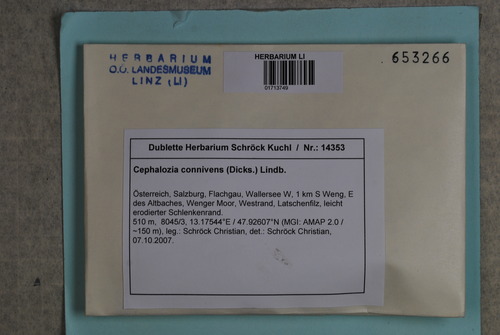 HERBARIUM
O.Ö. LANDESMUSEUM
LINZ (LI)
HERBARIUM LI
01713749
653266
Dublette Herbarium Schröck Kuchl / Nr.: 14353
Cephalozia connivens (Dicks.) Lindb.
Österreich, Salzburg, Flachgau, Wallersee W, 1 km S Weng, E
des Altbaches, Wenger Moor, Westrand, Latschenfilz, leicht
erodierter Schlenkenrand.
510 m, 8045/3, 13.17544°E / 47.92607°N (MGI: AMAP 2.0 /
~150 m), leg.: Schröck Christian, det.: Schröck Christian,
07.10.2007.